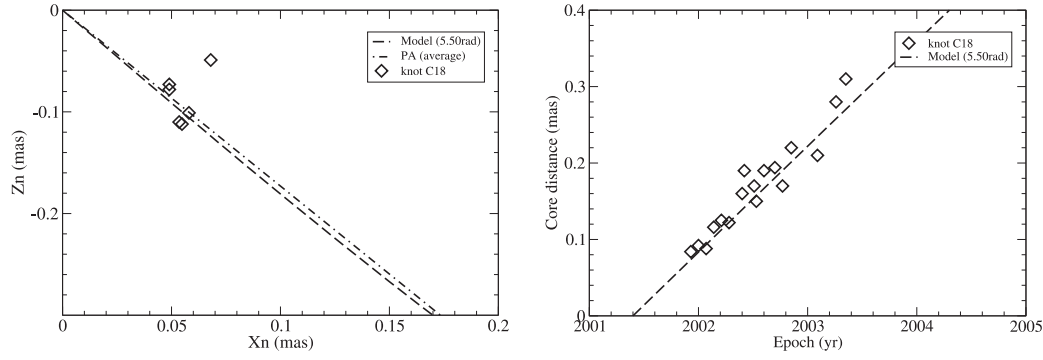 0
-0.1
-0.2
Zn (mas)
0
0.05
0.1
0.15
0.2
Xn (mas)
Model (5.50rad)
PA (average)
knot C18
0.4
0.3
0.2
0.1
0
Core distance (mas)
2001
2002
2003
2004
2005
Epoch (yr)
knot C18
Model (5.50rad)